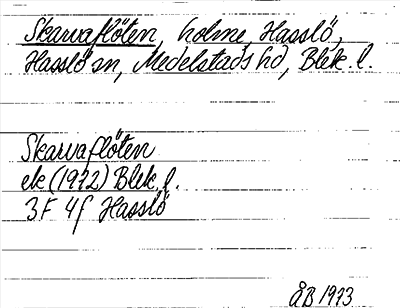 Skarvaflöten, holme, Hasslö,
Hasslö sn, Medelstads hd, Blek. l.
Skarvaflöten
ek (1972) Blek. l.
3F 4f Hasslö
ÅB 1973